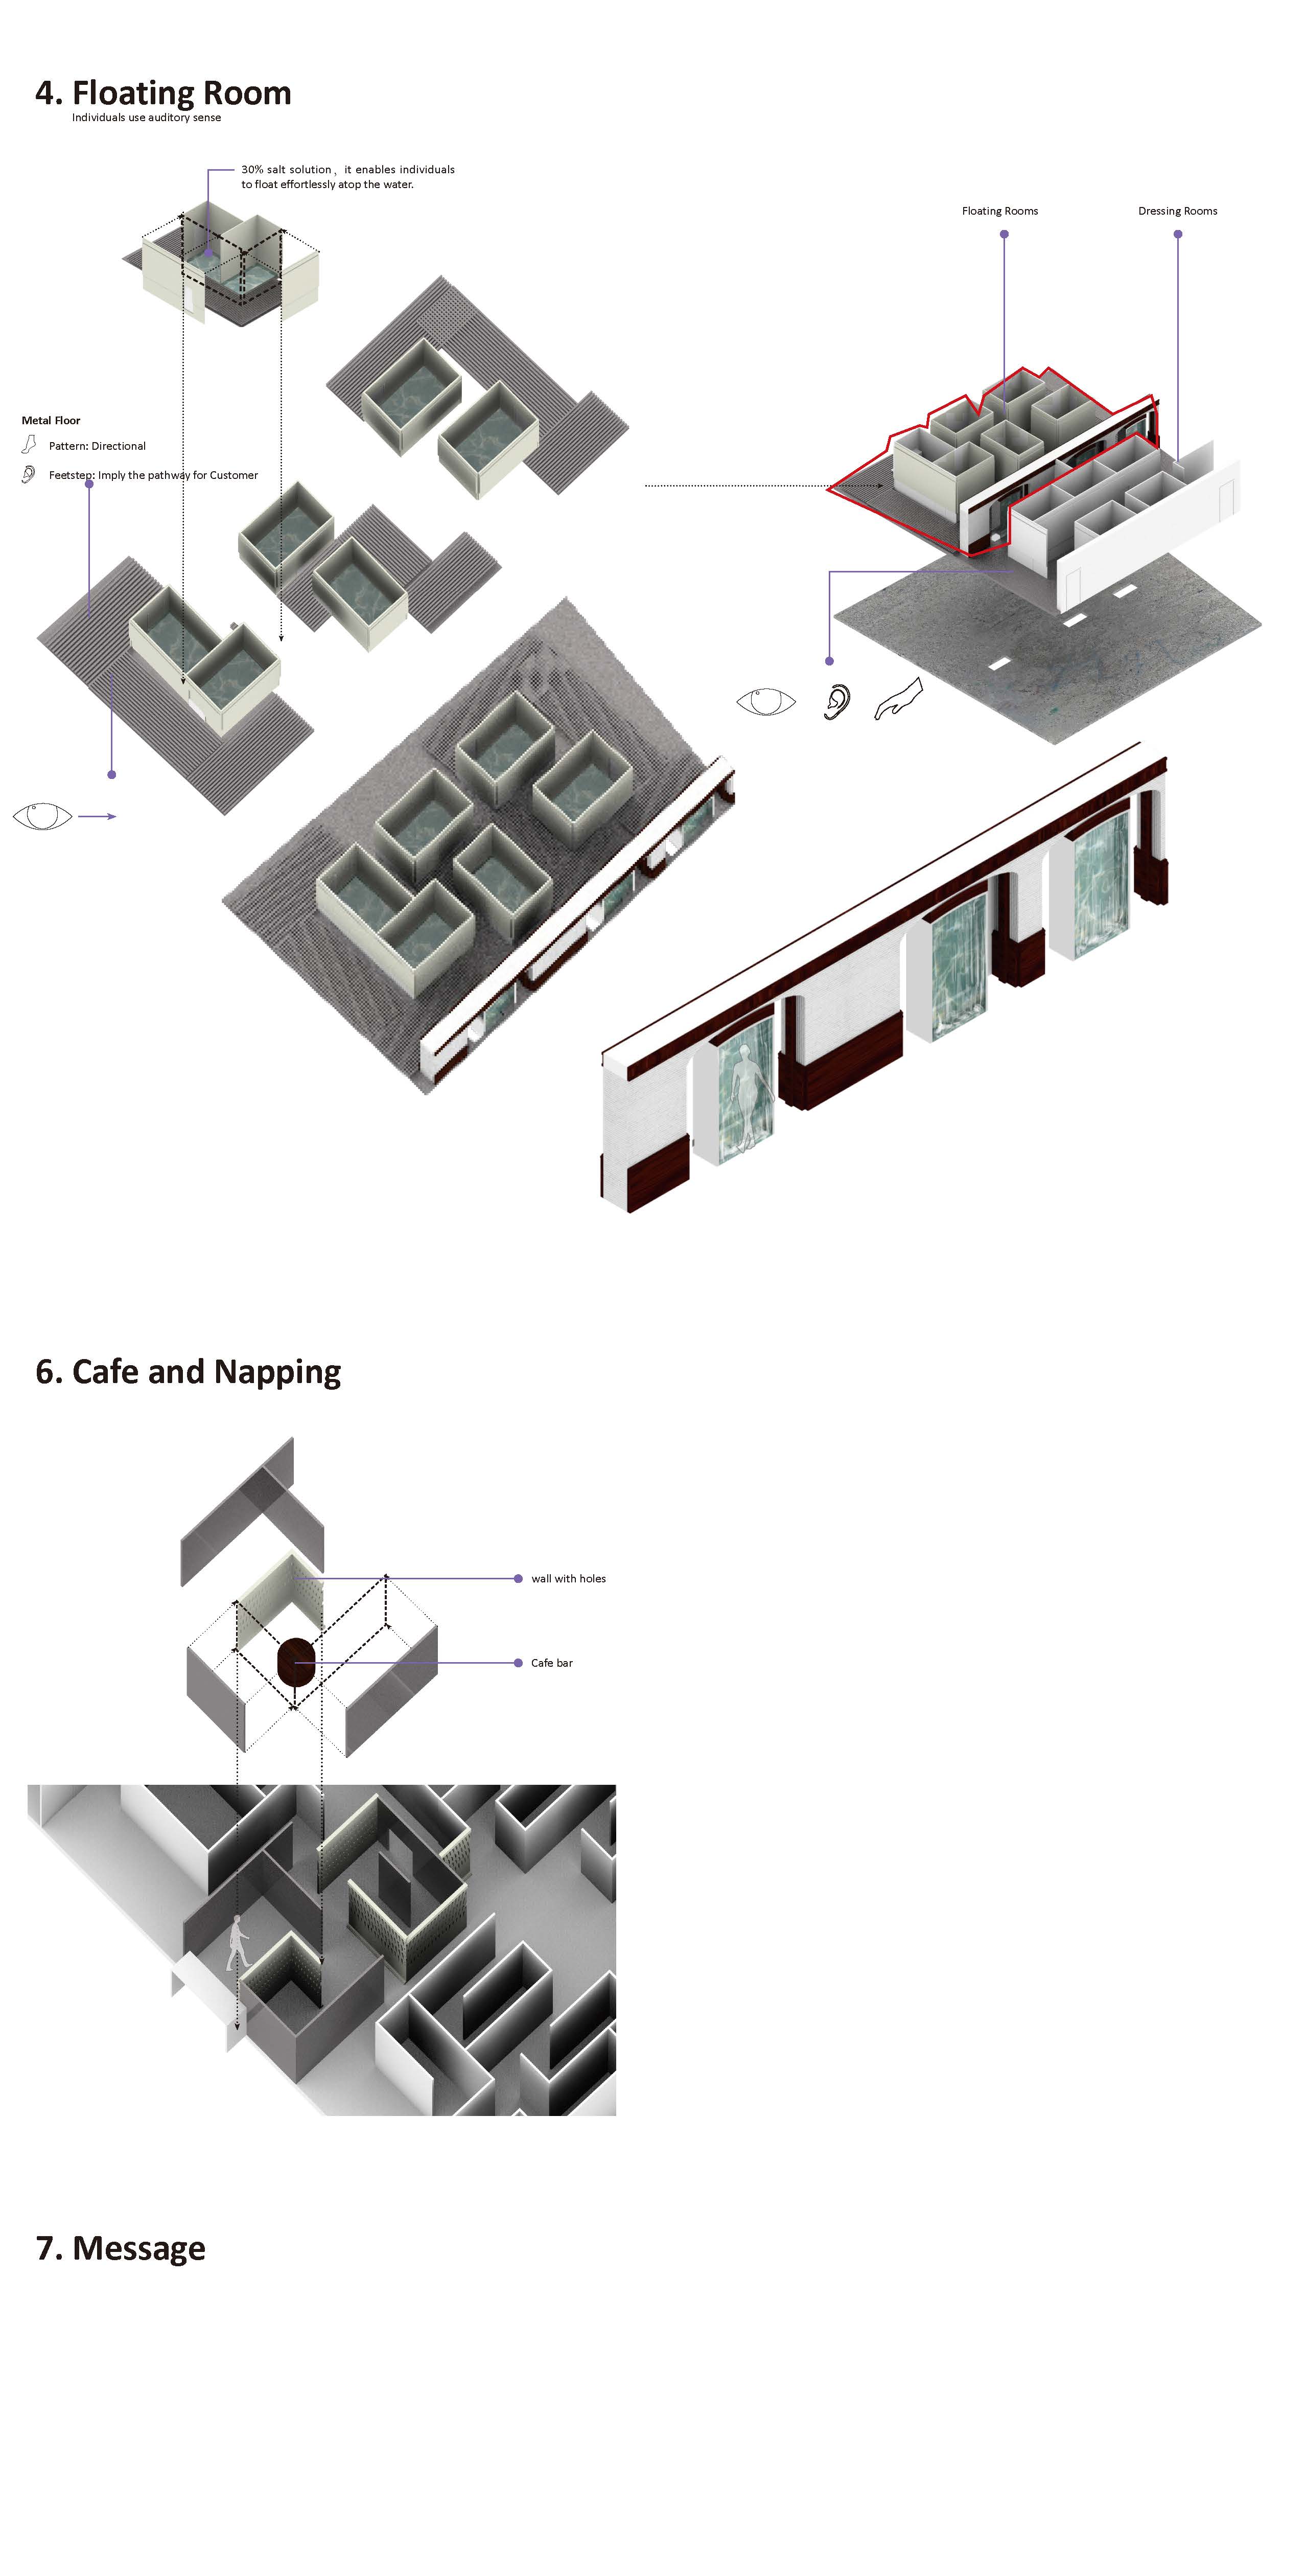 4. Floating Room
Individuals use auditory sense
30% salt solution，it enables individuals
to float effortlessly atop the water.
Floating Rooms
Dressing Rooms
Metal Floor
Pattern: Directional
Feetstep: Imply the pathway for Customer
6. Cafe and Napping
wall with holes
Cafe bar
7. Message